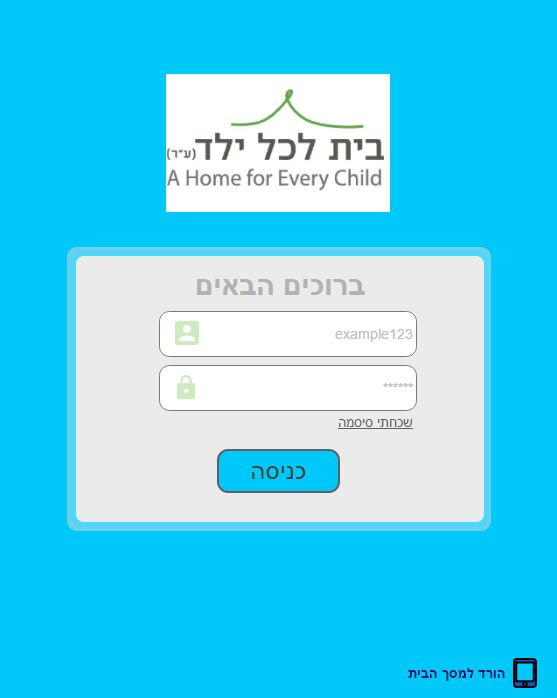 בית לכל ילד (ע״ר)
A Home for Every Child
ברוכים הבאים
example123
******
שכחתי סיסמה
כניסה
הורד למסך הבית